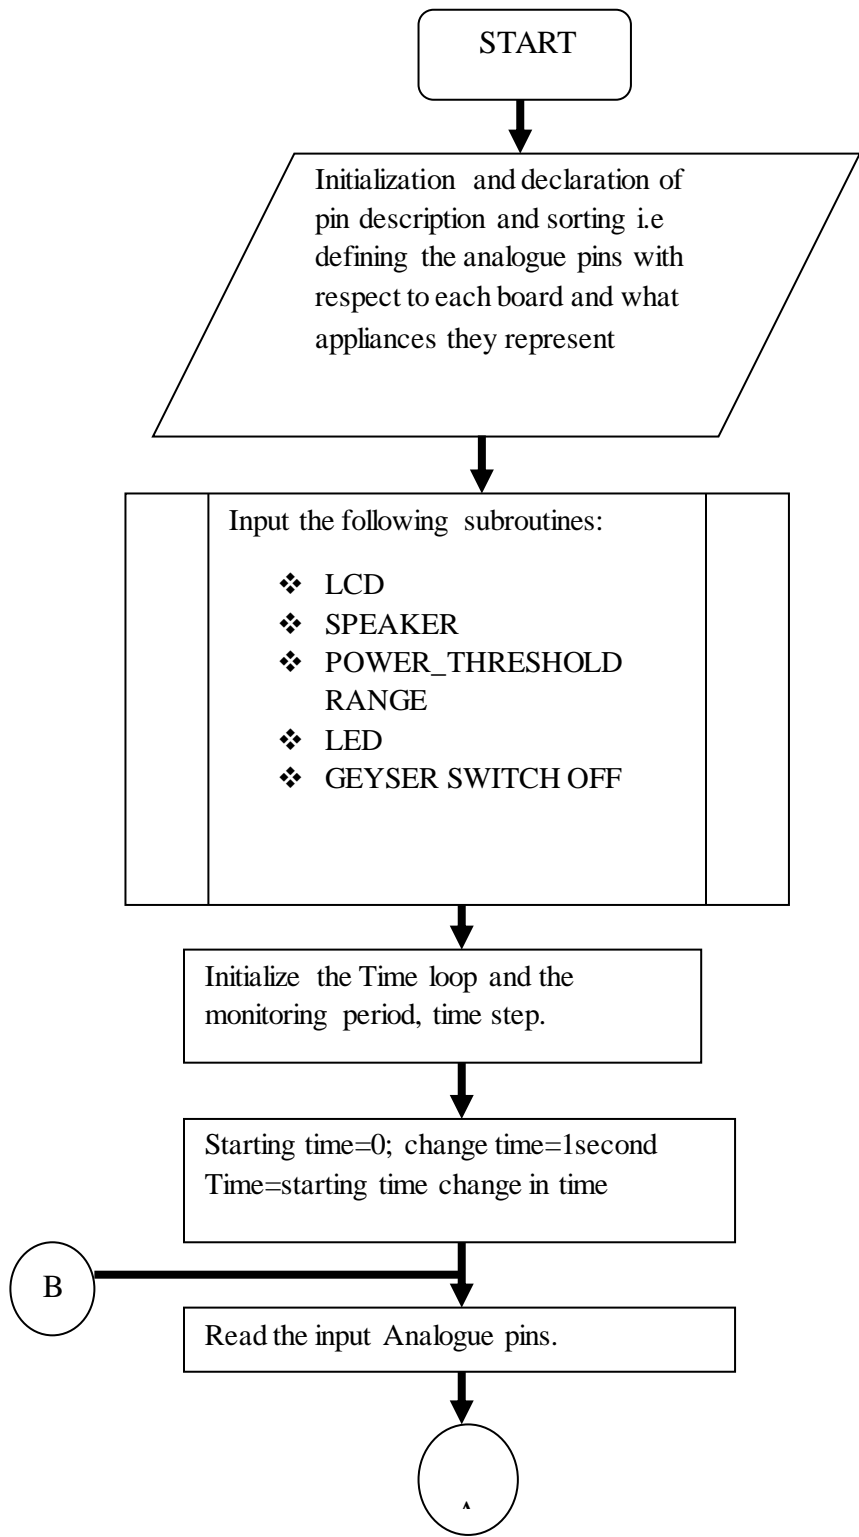 START
Initialization and declaration of
pin description and sorting i.e
defining the analogue pins with
respect to each board and what
appliances they represent
Input the following subroutines:
❖ LCD
❖ SPEAKER
❖ POWER_THRESHOLD
RANGE
❖ LED
❖ GEYSER SWITCH OFF
Initialize the Time loop and the
monitoring period, time step.
Starting time=0; change time=1second
Time=starting time change in time
B
Read the input Analogue pins.